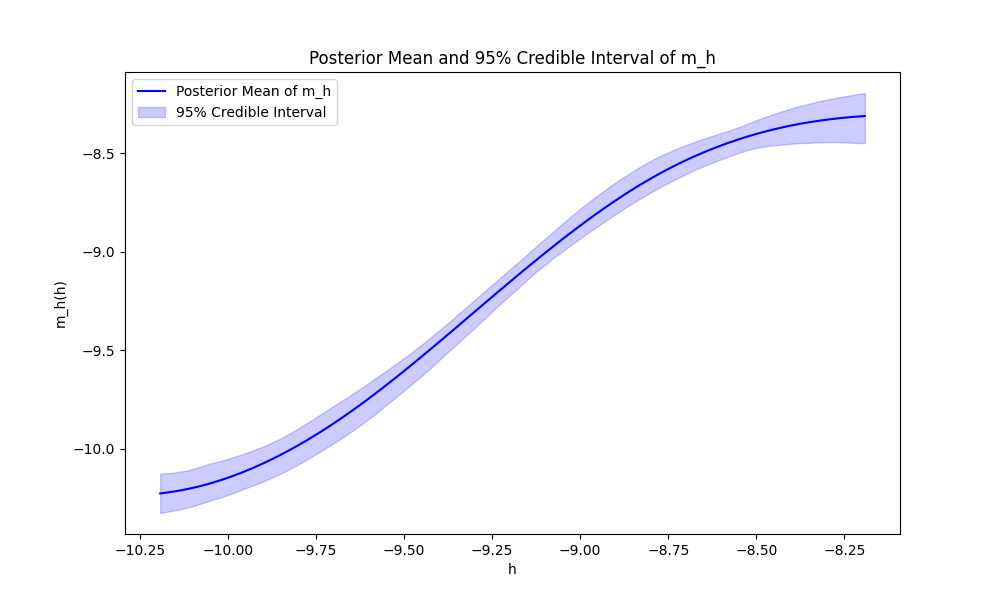 Posterior Mean and 95% Credible Interval of m_h
Posterior Mean of m_h
95% Credible Interval
m_h(h)
−8.5
−9.0
−9.5
−10.0
−10.25
−10.00
−9.75
−9.50
−9.25
−9.00
−8.75
−8.50
−8.25
h